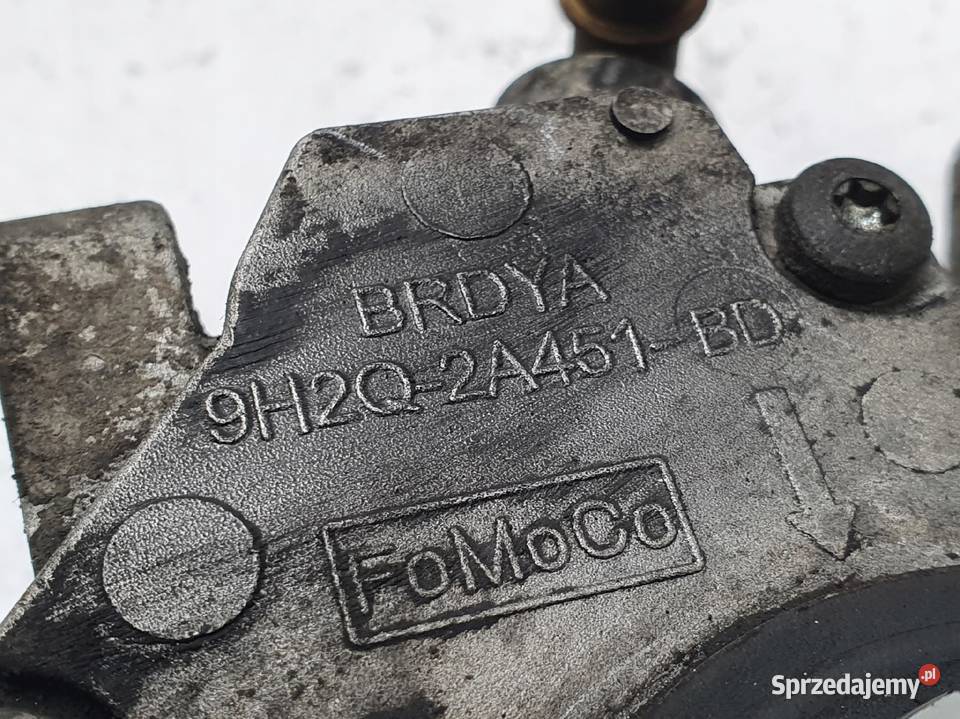 BRDYA
9H2Q-2A451-BD
FoMoCo
Sprzedajemy.pl